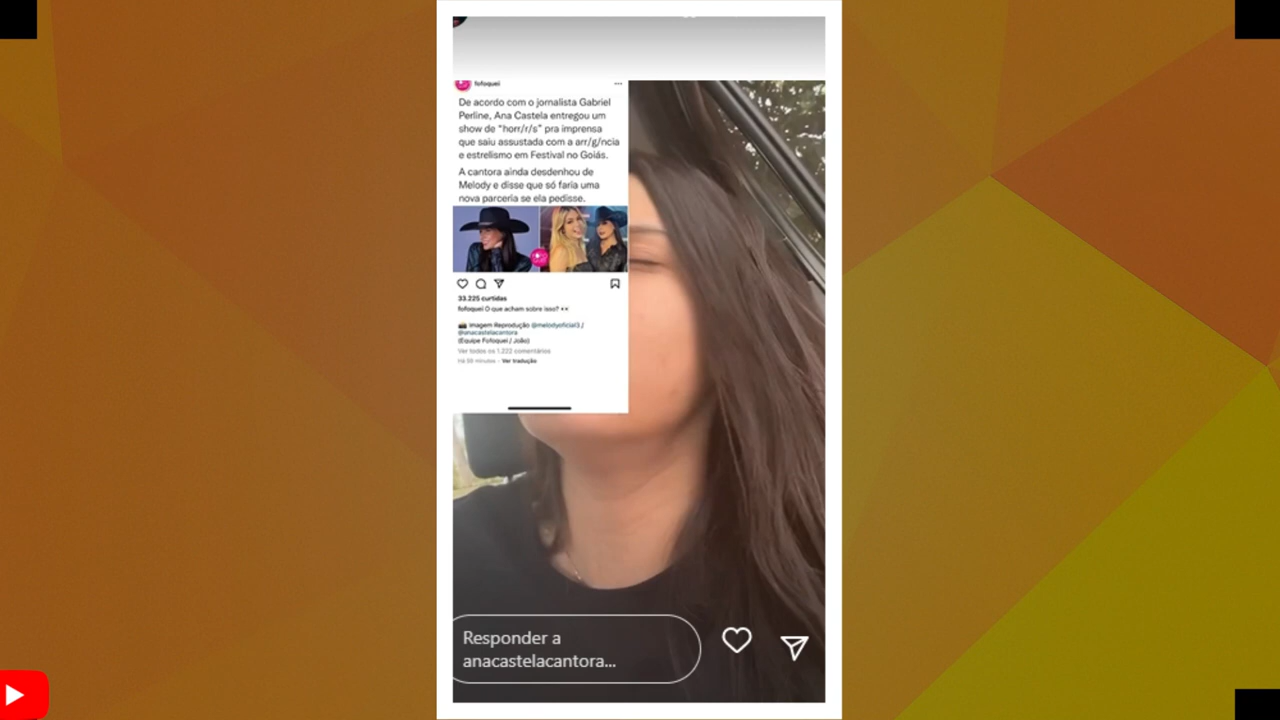 fofoquei
De acordo com o jornalista Gabriel
Perline, Ana Castela entregou um
show de "horr/r/s" pra imprensa
que saiu assustada com a arr/g/ncia
e estrelismo em Festival no Goiás.
A cantora ainda desdenhou de
Melody e disse que só faria uma
nova parceria se ela pedisse.
33.225 curtidas
fofoquei O que acham sobre isso? 👀
📸 Imagem Reprodução @melodyoficial3 /
@anacastelacantora
(Equipe Fofoquei / João)
Ver todos os 1.222 comentários
Há 59 minutos · Ver tradução
Responder a
anacastelacantora...